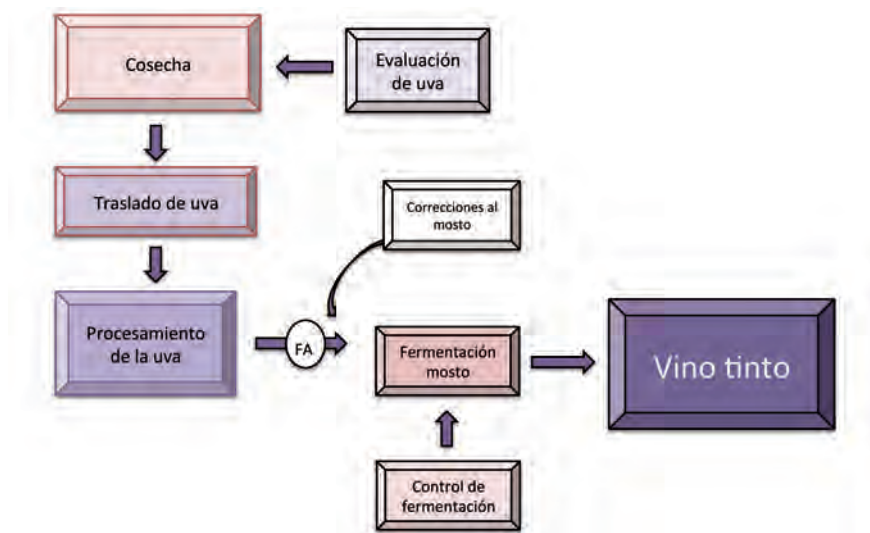 Cosecha
Evaluación
de uva
Traslado de uva
Correcciones al
mosto
Procesamiento
de la uva
FA
Fermentación
mosto
Vino tinto
Control de
fermentación